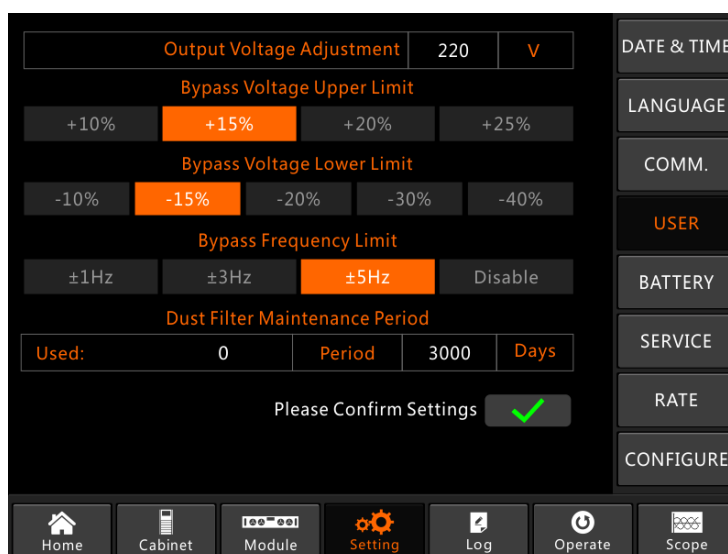 Output Voltage Adjustment 220 V
Bypass Voltage Upper Limit
+10% +15% +20% +25%
Bypass Voltage Lower Limit
-10% -15% -20% -30% -40%
Bypass Frequency Limit
±1Hz ±3Hz ±5Hz Disable
Dust Filter Maintenance Period
Used: 0 Period 3000 Days
Please Confirm Settings
DATE & TIME
LANGUAGE
COMM.
USER
BATTERY
SERVICE
RATE
CONFIGURE
Home Cabinet Module Setting Log Operate Scope